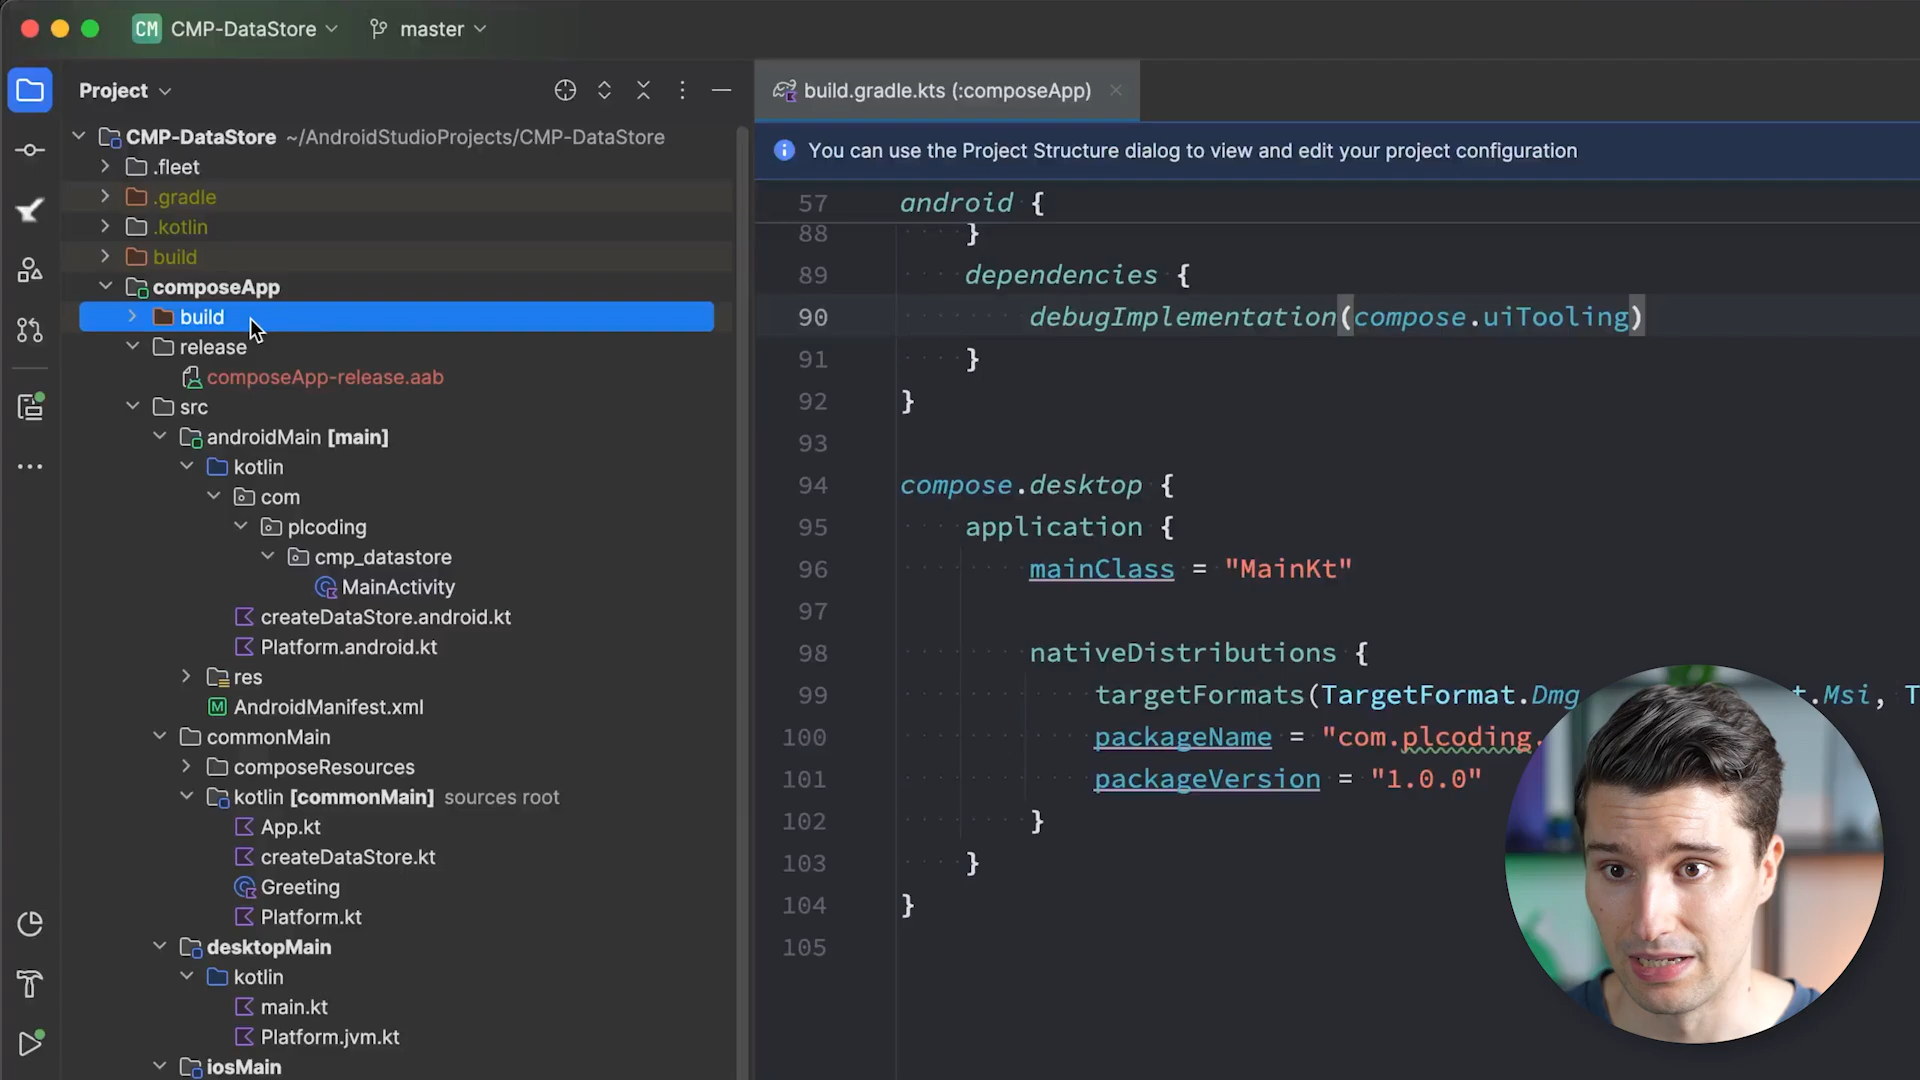 CM CMP-DataStore master
Project
CMP-DataStore ~/AndroidStudioProjects/CMP-DataStore
.fleet
.gradle
.kotlin
build
composeApp
build
release
composeApp-release.aab
src
androidMain [main]
kotlin
com
plcoding
cmp_datastore
MainActivity
createDataStore.android.kt
Platform.android.kt
res
AndroidManifest.xml
commonMain
composeResources
kotlin [commonMain] sources root
App.kt
createDataStore.kt
Greeting
Platform.kt
desktopMain
kotlin
main.kt
Platform.jvm.kt
iosMain
build.gradle.kts (:composeApp)
You can use the Project Structure dialog to view and edit your project configuration
57 android {
88 }
89 dependencies {
90 debugImplementation(compose.uiTooling)
91 }
92 }
93
94 compose.desktop {
95 application {
96 mainClass = "MainKt"
97
98 nativeDistributions {
99 targetFormats(TargetFormat.Dmg t.Msi, T
100 packageName = "com.plcoding.
101 packageVersion = "1.0.0"
102 }
103 }
104 }
105